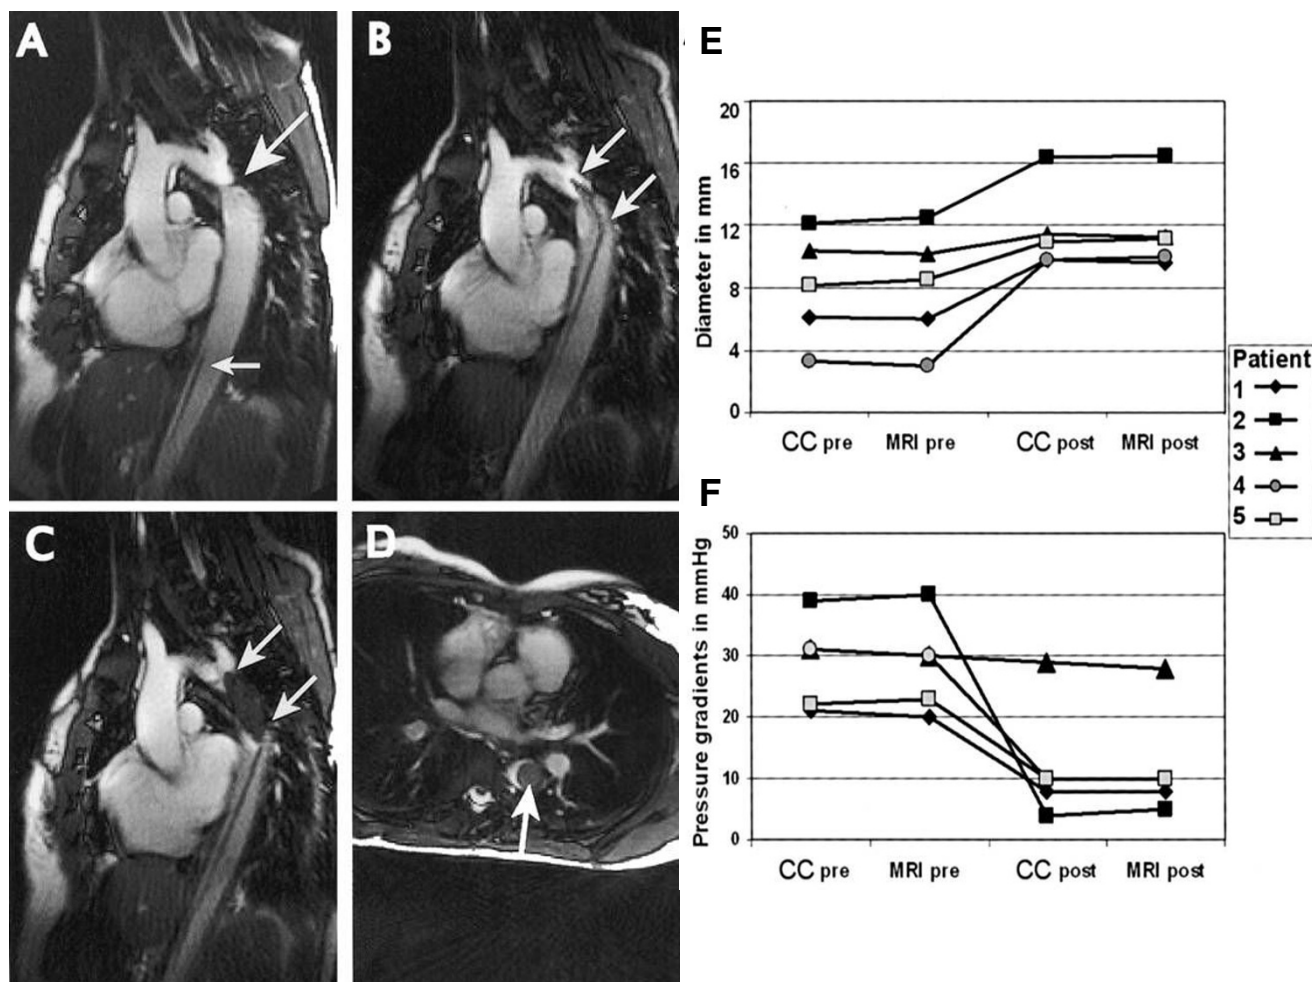 A
B
C
D
E
20
16
12
8
4
0
Diameter in mm
CC pre
MRI pre
CC post
MRI post
Patient
1
2
3
4
5
F
50
40
30
20
10
0
Pressure gradients in mmHg
CC pre
MRI pre
CC post
MRI post